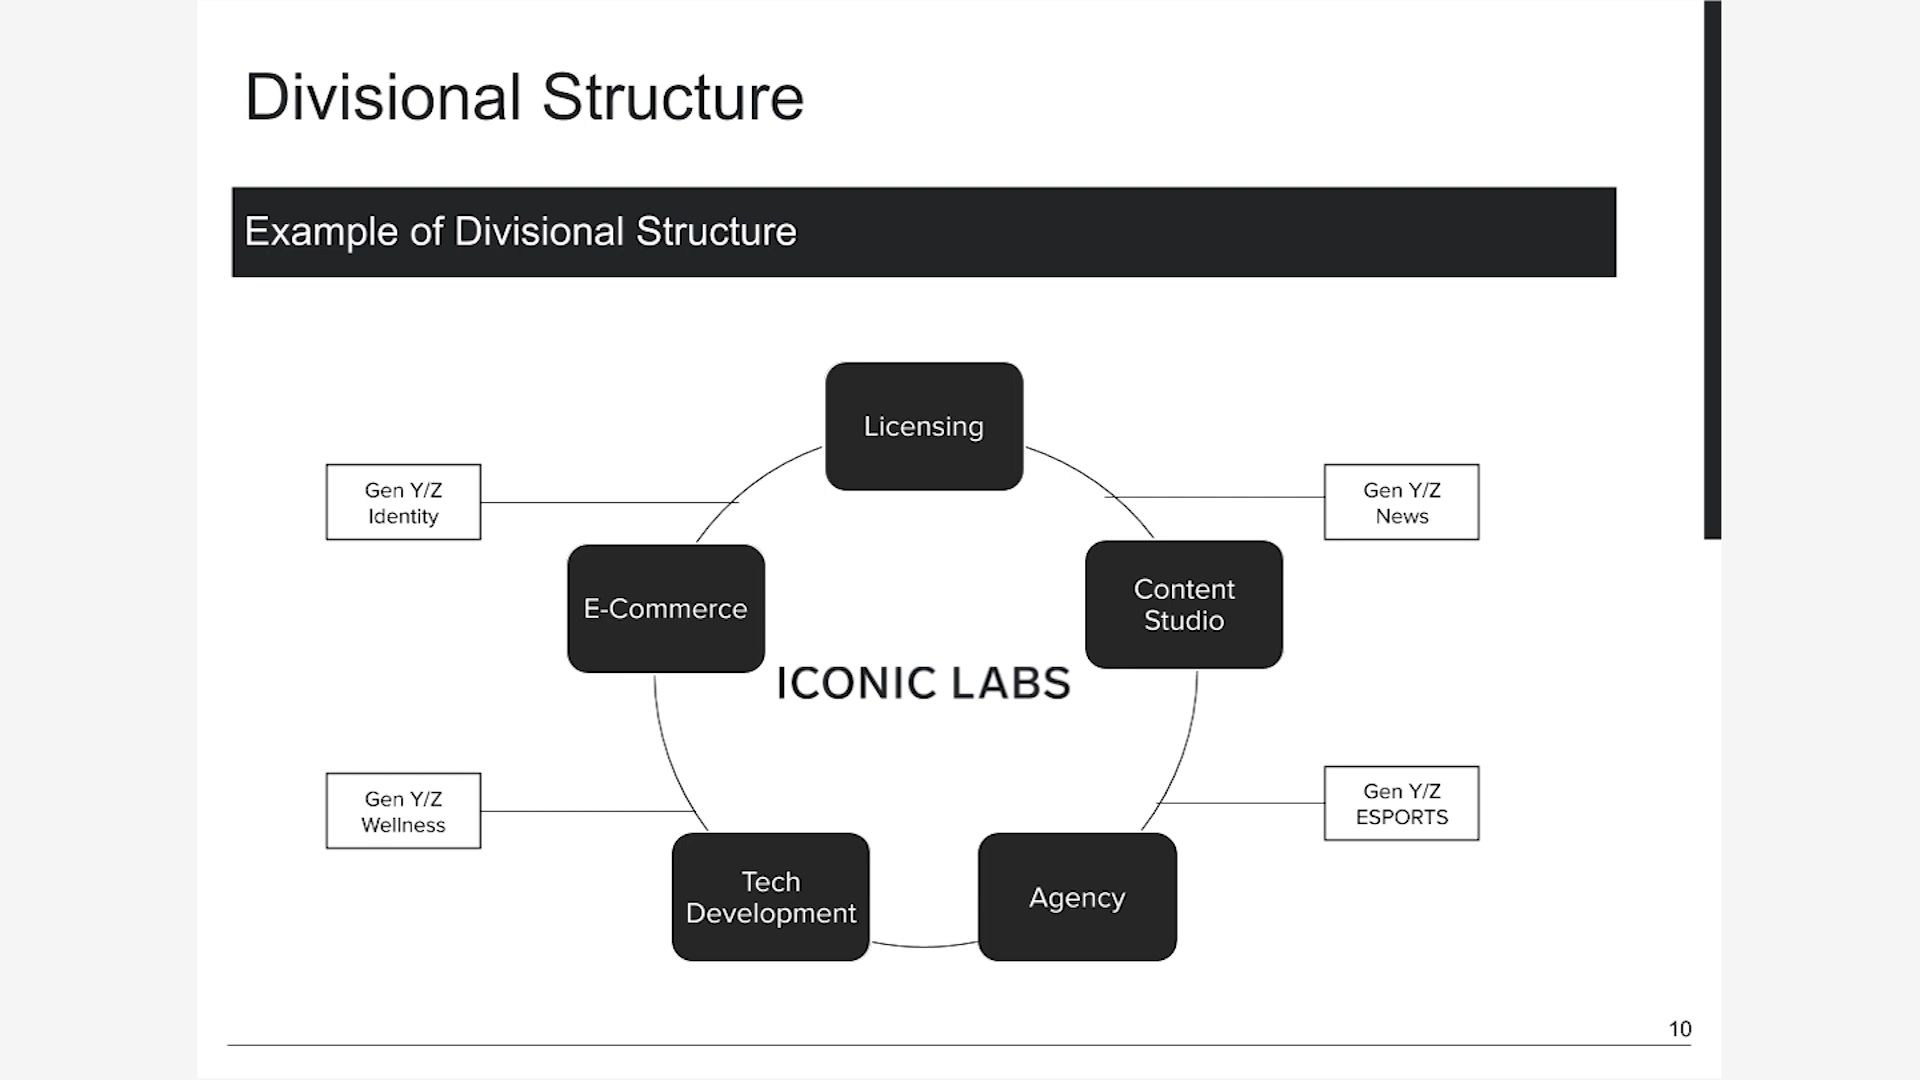 Divisional Structure
Example of Divisional Structure
Licensing
Gen Y/Z
Identity
Gen Y/Z
News
E-Commerce
Content
Studio
ICONIC LABS
Gen Y/Z
Wellness
Gen Y/Z
ESPORTS
Tech
Development
Agency
10